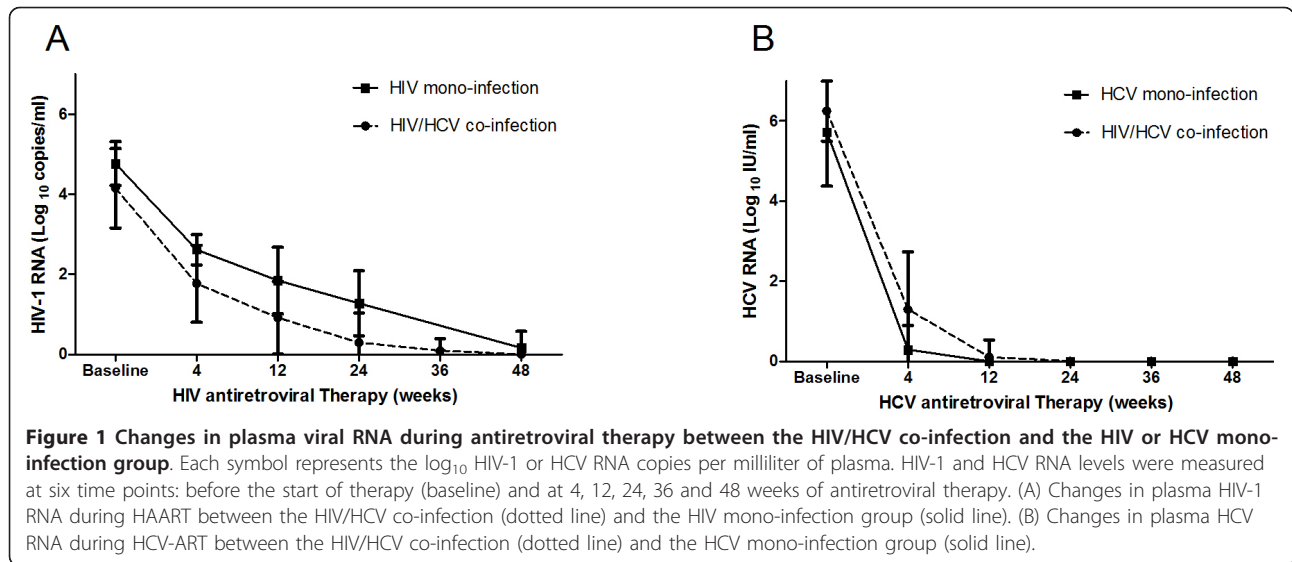 A
HIV mono-infection
HIV/HCV co-infection
HIV-1 RNA (Log 10 copies/ml)
6
4
2
0
Baseline 4 12 24 36 48
HIV antiretroviral Therapy (weeks)
B
HCV mono-infection
HIV/HCV co-infection
HCV RNA (Log 10 IU/ml)
6
4
2
0
Baseline 4 12 24 36 48
HCV antiretroviral Therapy (weeks)
Figure 1 Changes in plasma viral RNA during antiretroviral therapy between the HIV/HCV co-infection and the HIV or HCV mono-
infection group. Each symbol represents the log10 HIV-1 or HCV RNA copies per milliliter of plasma. HIV-1 and HCV RNA levels were measured
at six time points: before the start of therapy (baseline) and at 4, 12, 24, 36 and 48 weeks of antiretroviral therapy. (A) Changes in plasma HIV-1
RNA during HAART between the HIV/HCV co-infection (dotted line) and the HIV mono-infection group (solid line). (B) Changes in plasma HCV
RNA during HCV-ART between the HIV/HCV co-infection (dotted line) and the HCV mono-infection group (solid line).